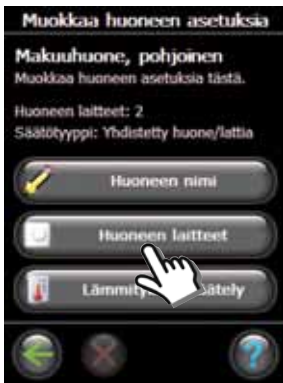 Muokkaa huoneen asetuksia
Makuuhuone, pohjoinen
Muokkaa huoneen asetuksia tästä.
Huoneen laitteet: 2
Säätötyyppi: Yhdistetty huone/lattia
Huoneen nimi
Huoneen laitteet
?